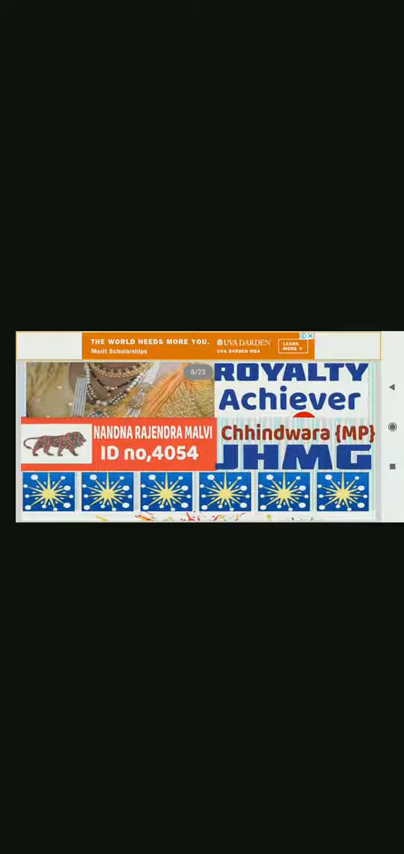 THE WORLD NEEDS MORE YOU.
Merit Scholarships
UVA DARDEN
UVA DARDEN MBA
LEARN
MORE
8/23
ROYALTY
Achiever
NANDNA RAJENDRA MALVI
ID no,4054
Chhindwara {MP}
JHMG